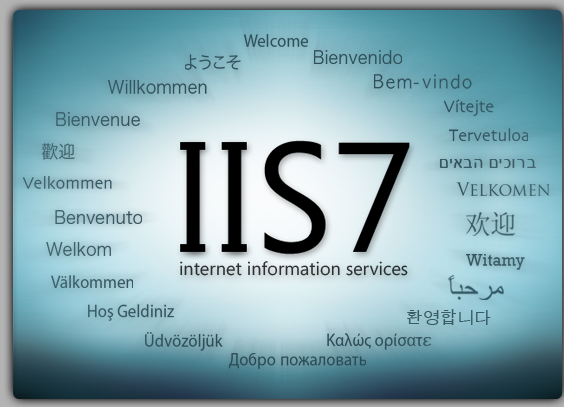 Welcome
Bienvenido
ようこそ
Bem-vindo
Willkommen
Vítejte
Bienvenue
Tervetuloa
歡迎
ברוכים הבאים
Velkommen
VELKOMEN
IIS7
Benvenuto
欢迎
Welkom
Witamy
internet information services
Välkommen
مرحباً
Hoş Geldiniz
환영합니다
Üdvözöljük
Καλώς ορίσατε
Добро пожаловать